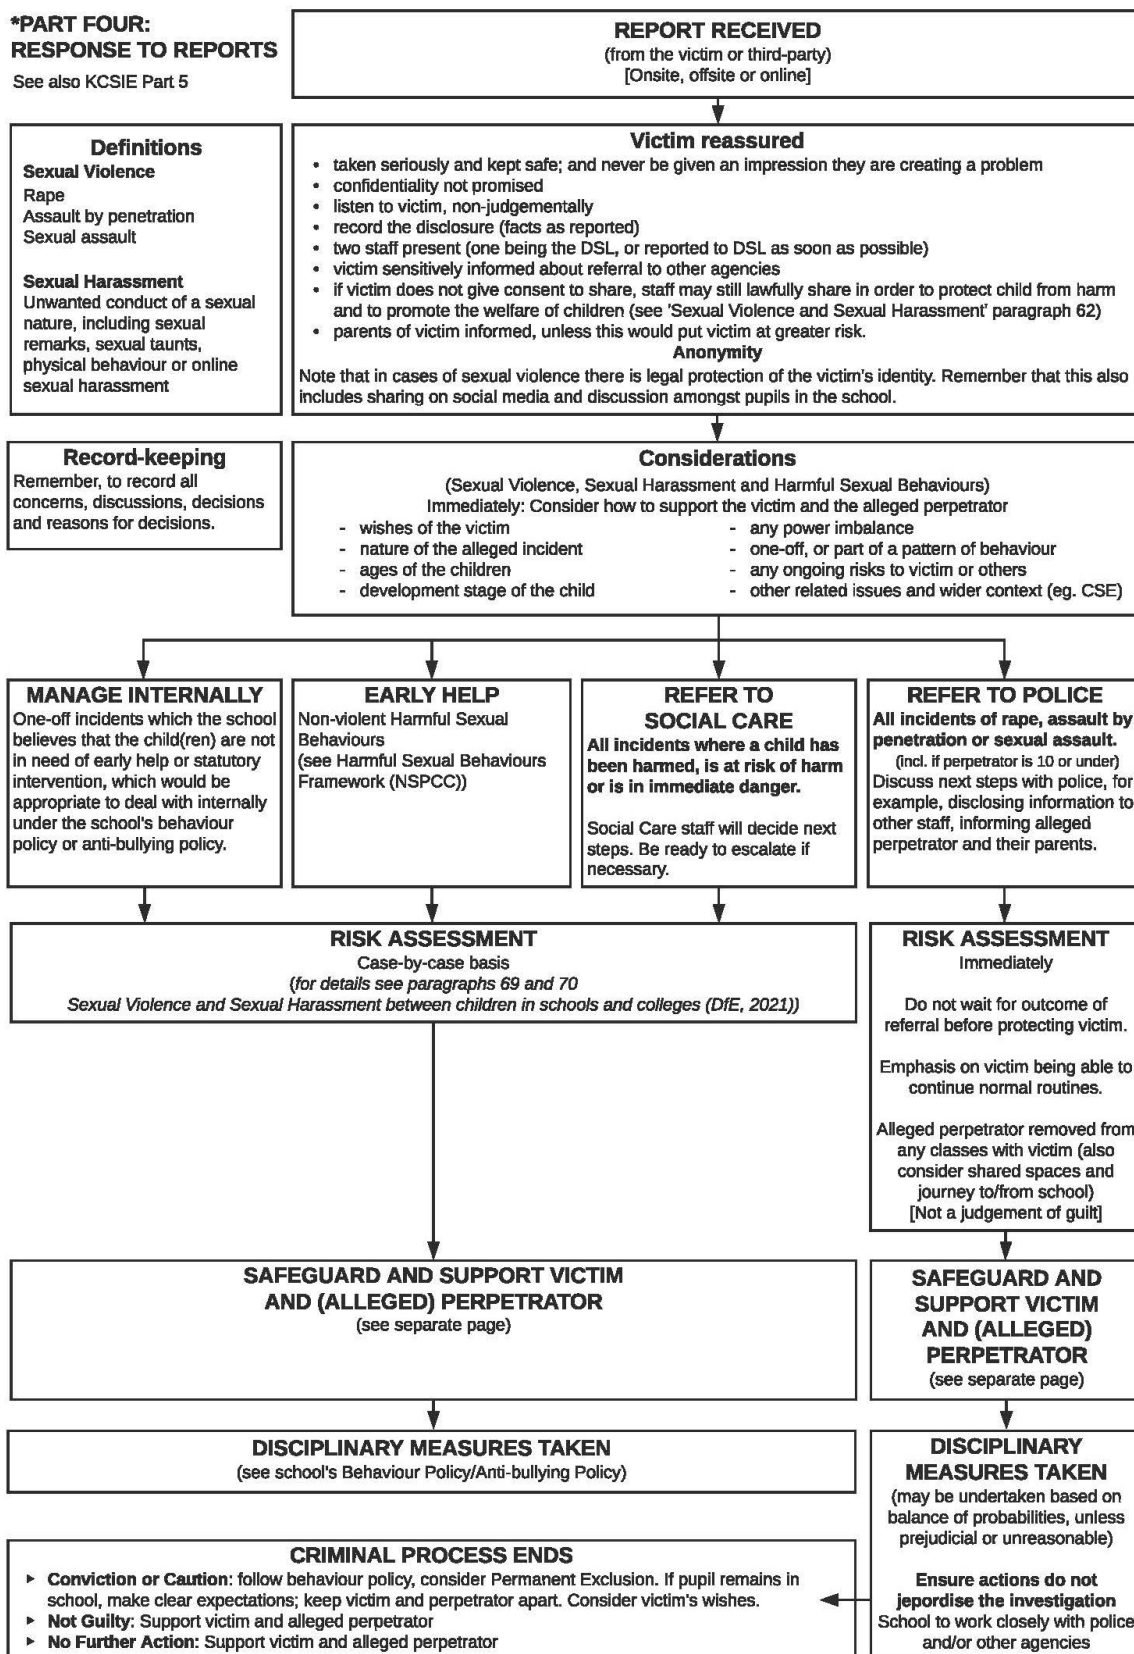 *PART FOUR:
RESPONSE TO REPORTS
See also KCSIE Part 5
REPORT RECEIVED
(from the victim or third-party)
[Onsite, offsite or online]
Definitions
Sexual Violence
Rape
Assault by penetration
Sexual assault
Sexual Harassment
Unwanted conduct of a sexual
nature, including sexual
remarks, sexual taunts,
physical behaviour or online
sexual harassment
Victim reassured
• taken seriously and kept safe; and never be given an impression they are creating a problem
• confidentiality not promised
• listen to victim, non-judgementally
• record the disclosure (facts as reported)
• two staff present (one being the DSL, or reported to DSL as soon as possible)
• victim sensitively informed about referral to other agencies
• if victim does not give consent to share, staff may still lawfully share in order to protect child from harm
and to promote the welfare of children (see 'Sexual Violence and Sexual Harassment' paragraph 62)
• parents of victim informed, unless this would put victim at greater risk.
Anonymity
Note that in cases of sexual violence there is legal protection of the victim's identity. Remember that this also
includes sharing on social media and discussion amongst pupils in the school.
Record-keeping
Remember, to record all
concerns, discussions, decisions
and reasons for decisions.
Considerations
(Sexual Violence, Sexual Harassment and Harmful Sexual Behaviours)
Immediately: Consider how to support the victim and the alleged perpetrator
- wishes of the victim
- nature of the alleged incident
- ages of the children
- development stage of the child
- any power imbalance
- one-off, or part of a pattern of behaviour
- any ongoing risks to victim or others
- other related issues and wider context (eg. CSE)
MANAGE INTERNALLY
One-off incidents which the school
believes that the child(ren) are not
in need of early help or statutory
intervention, which would be
appropriate to deal with internally
under the school's behaviour
policy or anti-bullying policy.
EARLY HELP
Non-violent Harmful Sexual
Behaviours
(see Harmful Sexual Behaviours
Framework (NSPCC))
REFER TO
SOCIAL CARE
All incidents where a child has
been harmed, is at risk of harm
or is in immediate danger.
Social Care staff will decide next
steps. Be ready to escalate if
necessary.
REFER TO POLICE
All incidents of rape, assault by
penetration or sexual assault.
(incl. if perpetrator is 10 or under)
Discuss next steps with police, for
example, disclosing information to
other staff, informing alleged
perpetrator and their parents.
RISK ASSESSMENT
Case-by-case basis
(for details see paragraphs 69 and 70
Sexual Violence and Sexual Harassment between children in schools and colleges (DfE, 2021))
RISK ASSESSMENT
Immediately
Do not wait for outcome of
referral before protecting victim.
Emphasis on victim being able to
continue normal routines.
Alleged perpetrator removed from
any classes with victim (also
consider shared spaces and
journey to/from school)
[Not a judgement of guilt]
SAFEGUARD AND SUPPORT VICTIM
AND (ALLEGED) PERPETRATOR
(see separate page)
SAFEGUARD AND
SUPPORT VICTIM
AND (ALLEGED)
PERPETRATOR
(see separate page)
DISCIPLINARY MEASURES TAKEN
(see school's Behaviour Policy/Anti-bullying Policy)
DISCIPLINARY
MEASURES TAKEN
(may be undertaken based on
balance of probabilities, unless
prejudicial or unreasonable)
Ensure actions do not
jepordise the investigation
School to work closely with police
and/or other agencies
CRIMINAL PROCESS ENDS
▸ Conviction or Caution: follow behaviour policy, consider Permanent Exclusion. If pupil remains in
school, make clear expectations; keep victim and perpetrator apart. Consider victim's wishes.
▸ Not Guilty: Support victim and alleged perpetrator
▸ No Further Action: Support victim and alleged perpetrator